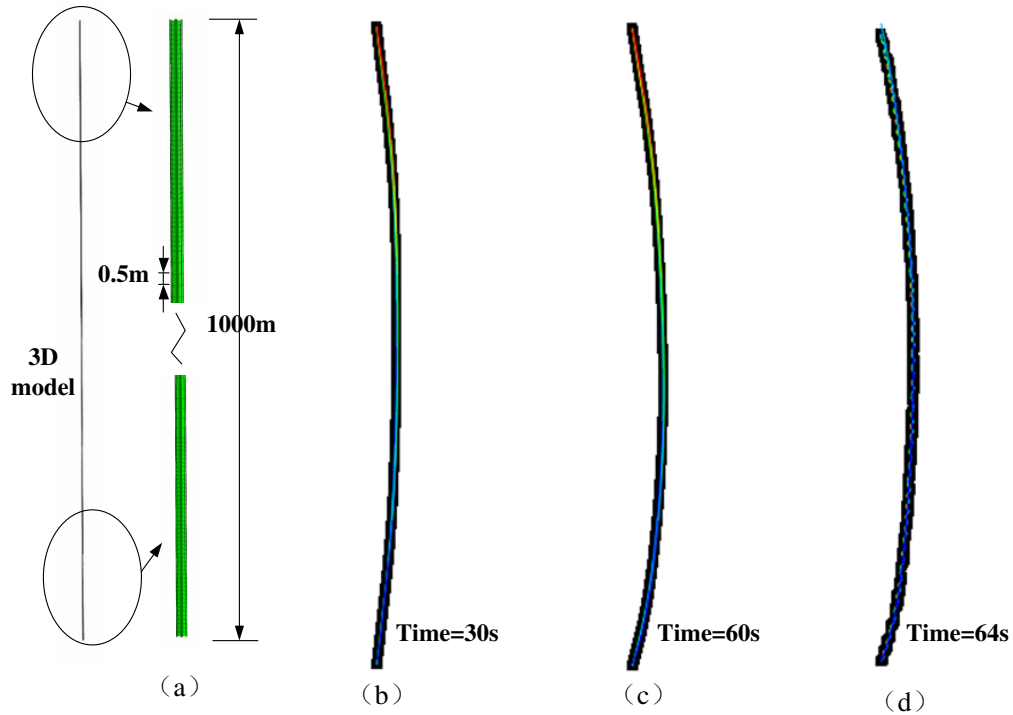 0.5m
1000m
3D
model
Time=30s
Time=60s
Time=64s
（a）
（b）
（c）
（d）